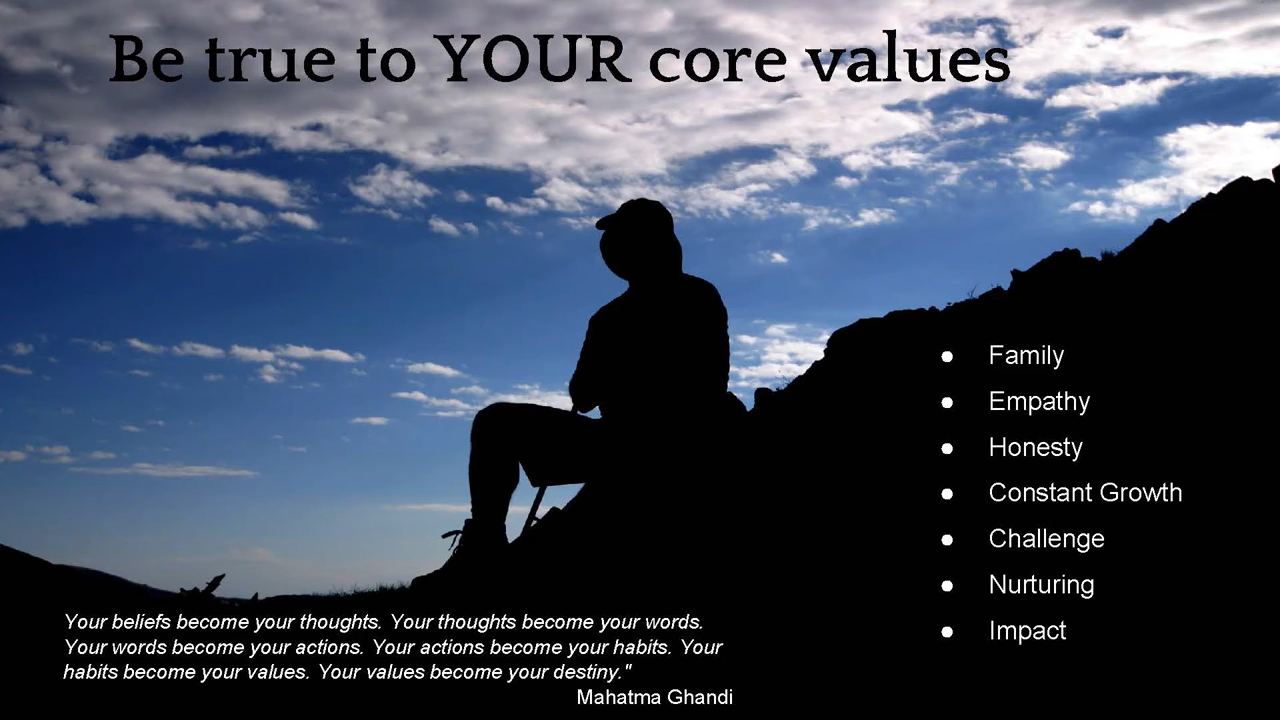 Be true to YOUR core values
Family
Empathy
Honesty
Constant Growth
Challenge
Nurturing
Impact
Your beliefs become your thoughts. Your thoughts become your words.
Your words become your actions. Your actions become your habits. Your
habits become your values. Your values become your destiny."
Mahatma Ghandi